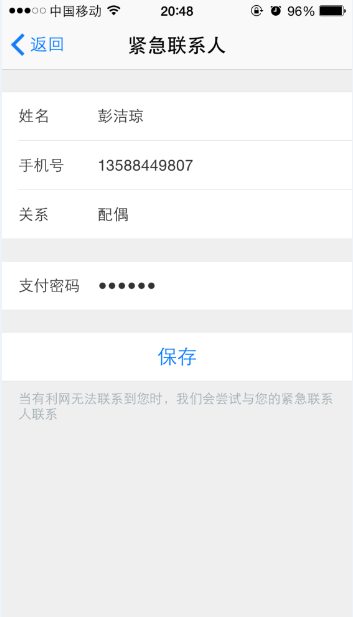 中国移动 20:48 96%
返回 紧急联系人
姓名 彭洁琼
手机号 13588449807
关系 配偶
支付密码 ●●●●●●
保存
当有利网无法联系到您时，我们会尝试与您的紧急联系
人联系